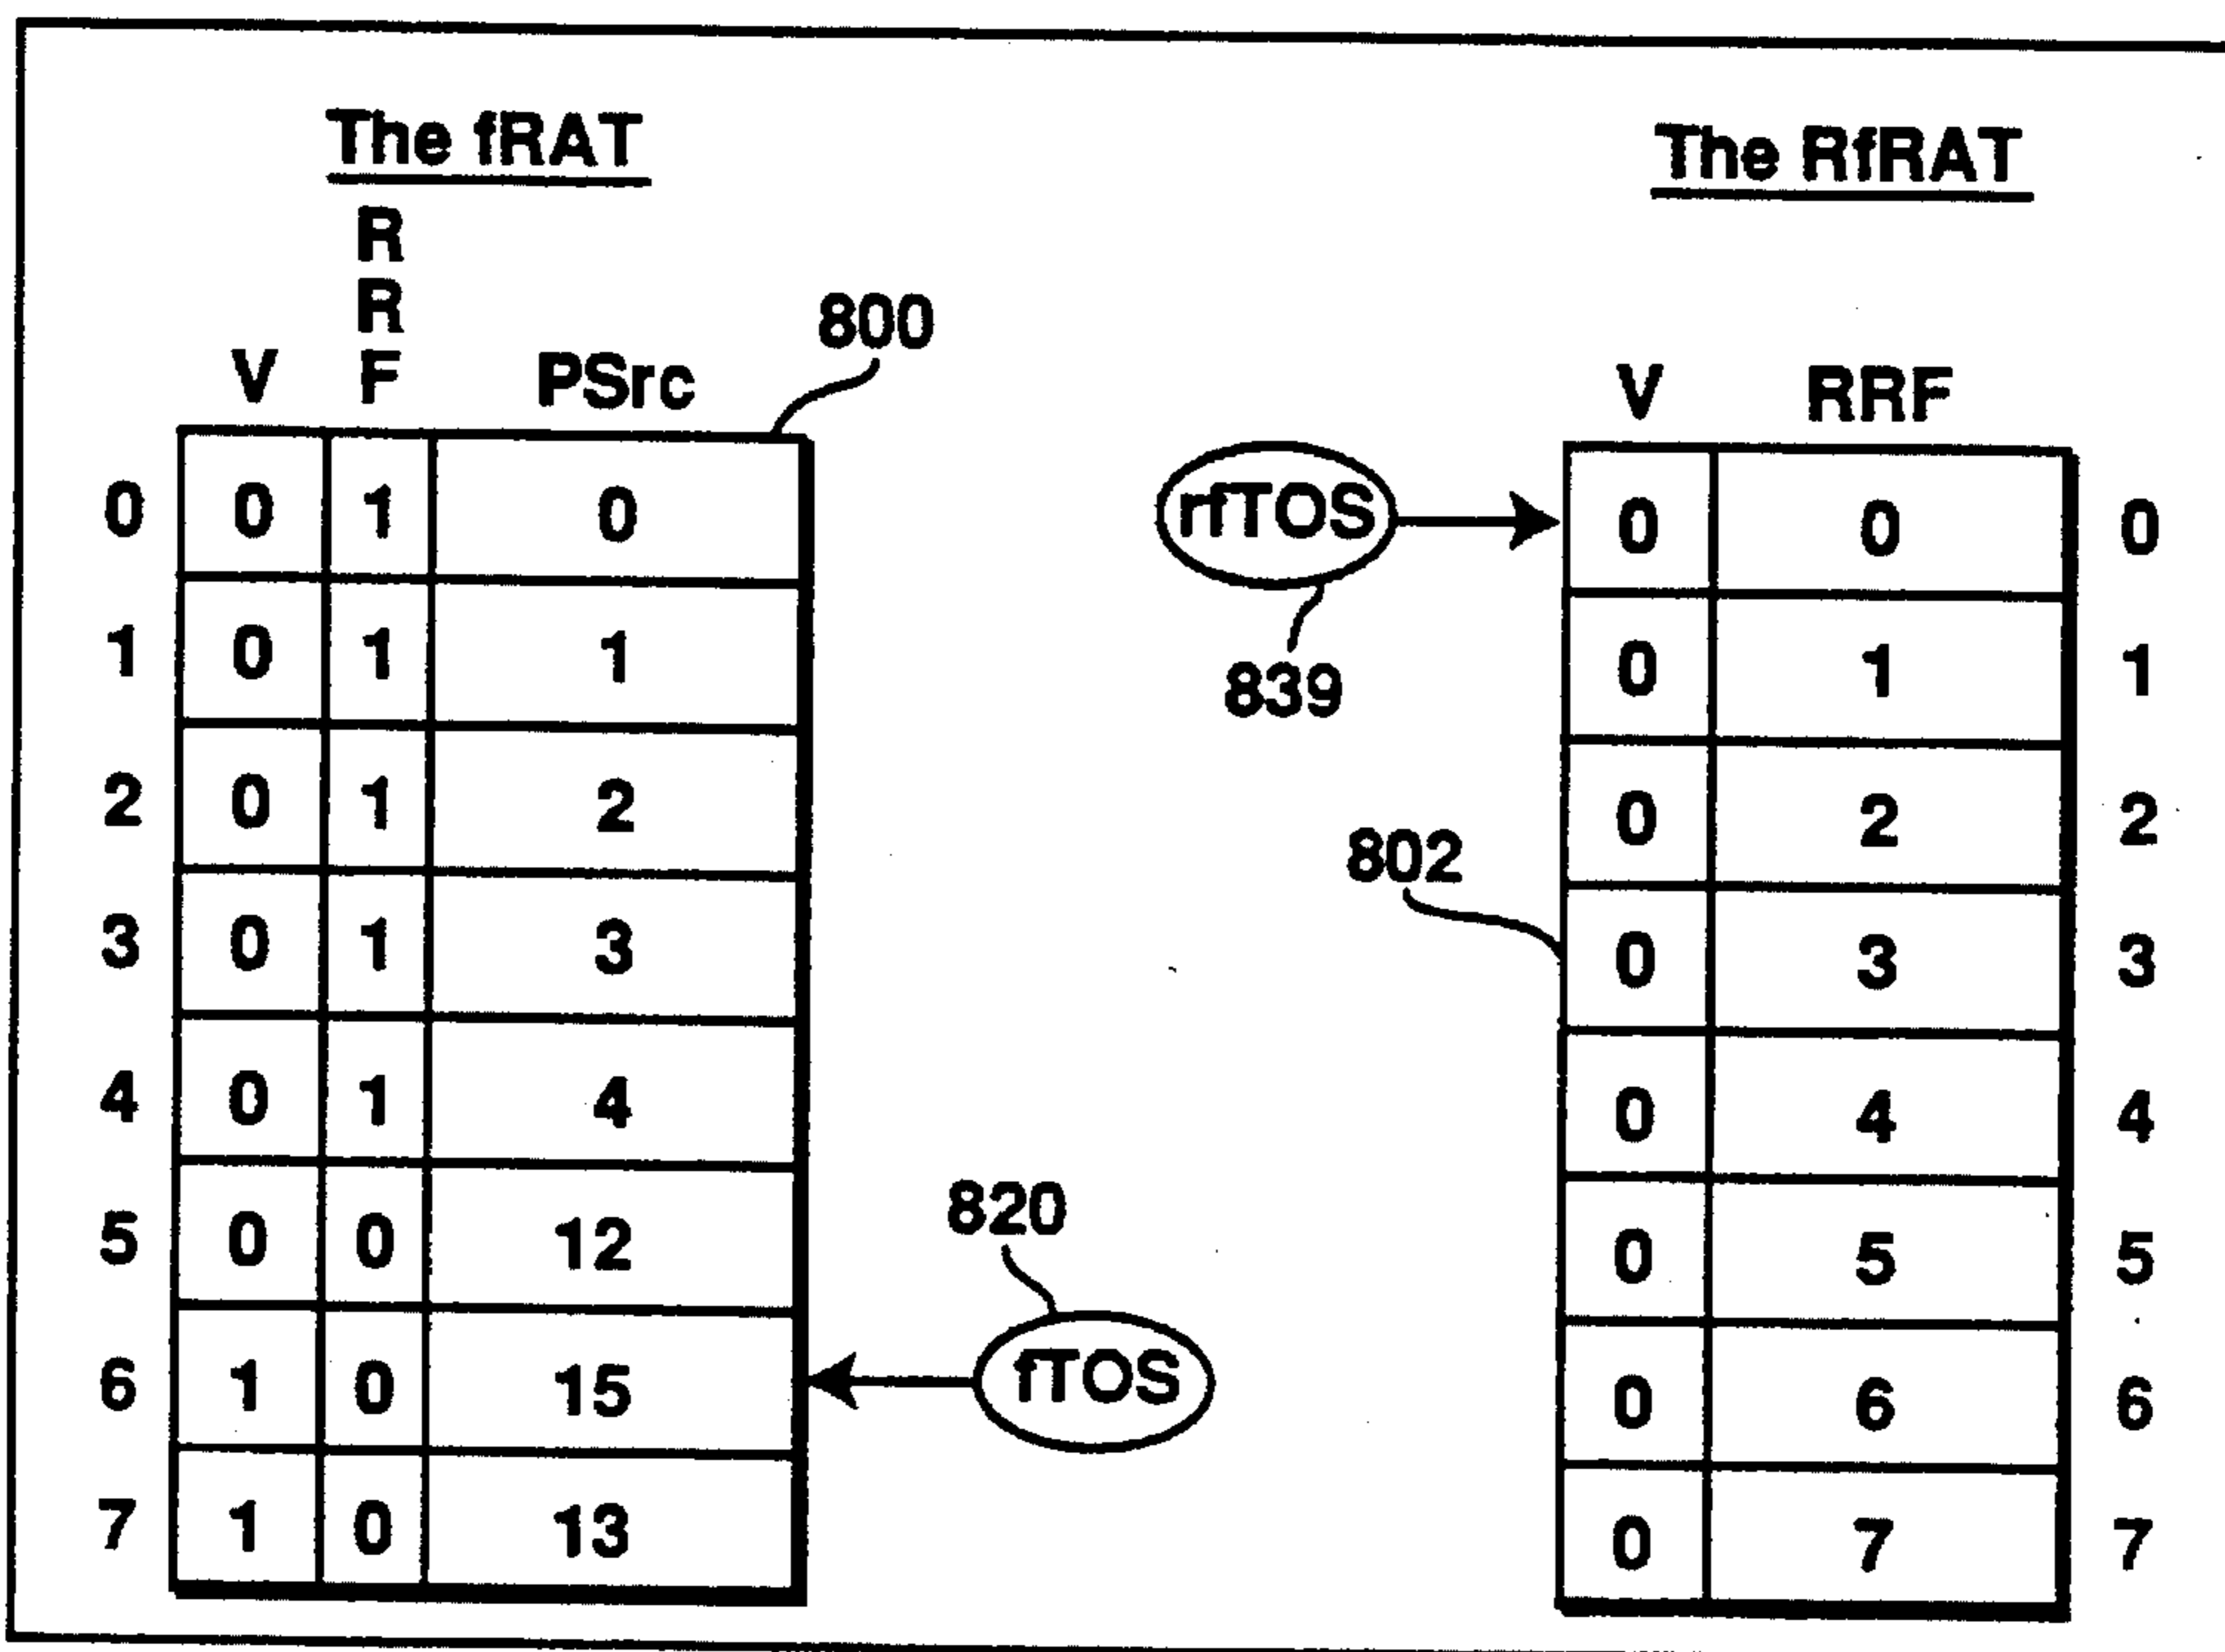 The fRAT
The RfRAT
R
R
V F PSrc
800
V RRF
0 0 1 0
rfTOS
0 0 0
1 0 1 1
839
0 1 1
2 0 1 2
802
0 2 2
3 0 1 3
0 3 3
4 0 1 4
0 4 4
5 0 0 12
820
0 5 5
6 1 0 15
fTOS
0 6 6
7 1 0 13
0 7 7